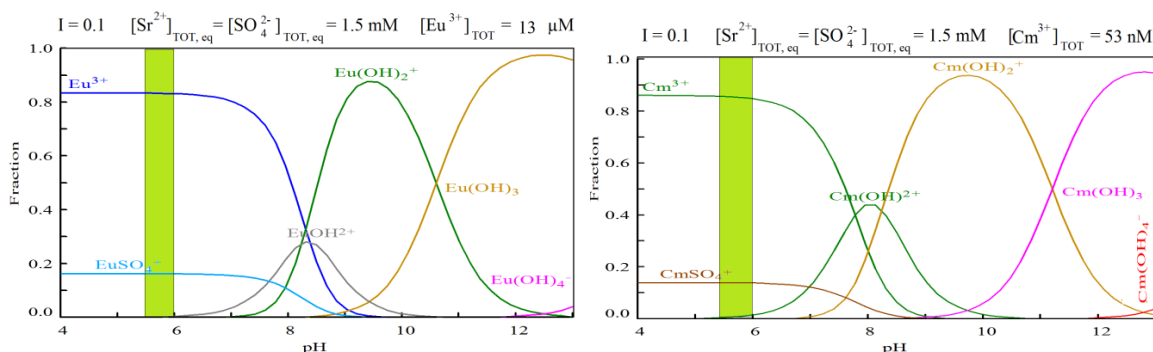 I = 0.1 [Sr²⁺]TOT, eq = [SO₄²⁻]TOT, eq = 1.5 mM [Eu³⁺]TOT = 13 µM
1.0
0.8
0.6
0.4
0.2
0.0
Fraction
Eu³⁺
EuSO₄⁻
EuOH²⁺
Eu(OH)₂⁺
Eu(OH)₃
Eu(OH)₄⁻
4 6 8 10 12
pH
I = 0.1 [Sr²⁺]TOT, eq = [SO₄²⁻]TOT, eq = 1.5 mM [Cm³⁺]TOT = 53 nM
1.0
0.8
0.6
0.4
0.2
0.0
Fraction
Cm³⁺
CmSO₄⁺
Cm(OH)²⁺
Cm(OH)₂⁺
Cm(OH)₃
Cm(OH)₄⁻
4 6 8 10 12
pH